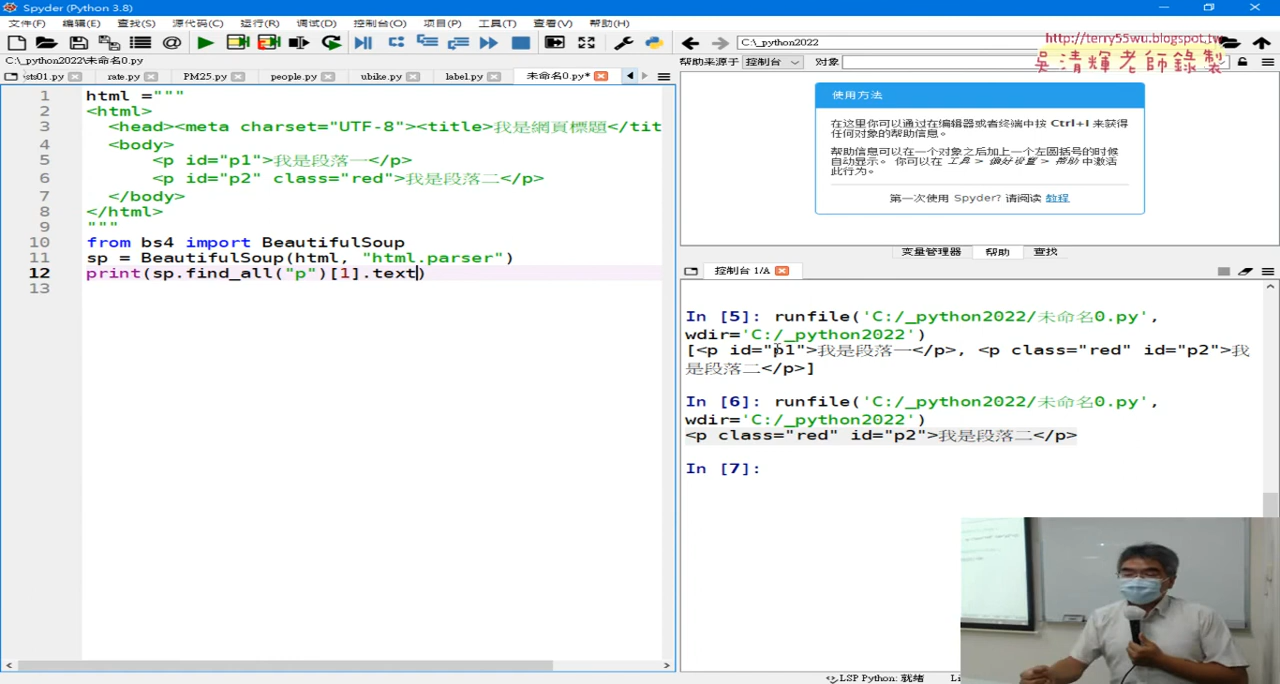 Spyder (Python 3.8)
文件(F) 编辑(E) 查找(S) 源代码(C) 运行(R) 调试(D) 控制台(O) 项目(P) 工具(T) 查看(V) 帮助(H)
C:\_python2022
http://terry55wu.blogspot.tw
吳清輝老師錄製
C:\_python2022\未命名0.py
sts01.py rate.py PM25.py people.py ubike.py label.py 未命名0.py*
1 html ="""
2 <html>
3 <head><meta charset="UTF-8"><title>我是網頁標題</tit
4 <body>
5 <p id="p1">我是段落一</p>
6 <p id="p2" class="red">我是段落二</p>
7 </body>
8 </html>
9 """
10 from bs4 import BeautifulSoup
11 sp = BeautifulSoup(html, "html.parser")
12 print(sp.find_all("p")[1].text)
13
帮助来源于 控制台 对象
使用方法
在这里你可以通过在编辑器或者终端中按 Ctrl+I 来获得
任何对象的帮助信息。
帮助信息可以在一个对象之后加上一个左圆括号的时候
自动显示。 你可以在 工具 > 偏好设置 > 帮助 中激活
此行为。
第一次使用 Spyder? 请阅读 教程
变量管理器 帮助 查找
控制台 1/A
In [5]: runfile('C:/_python2022/未命名0.py',
wdir='C:/_python2022')
[<p id="p1">我是段落一</p>, <p class="red" id="p2">我
是段落二</p>]
In [6]: runfile('C:/_python2022/未命名0.py',
wdir='C:/_python2022')
<p class="red" id="p2">我是段落二</p>
In [7]:
LSP Python: 就绪